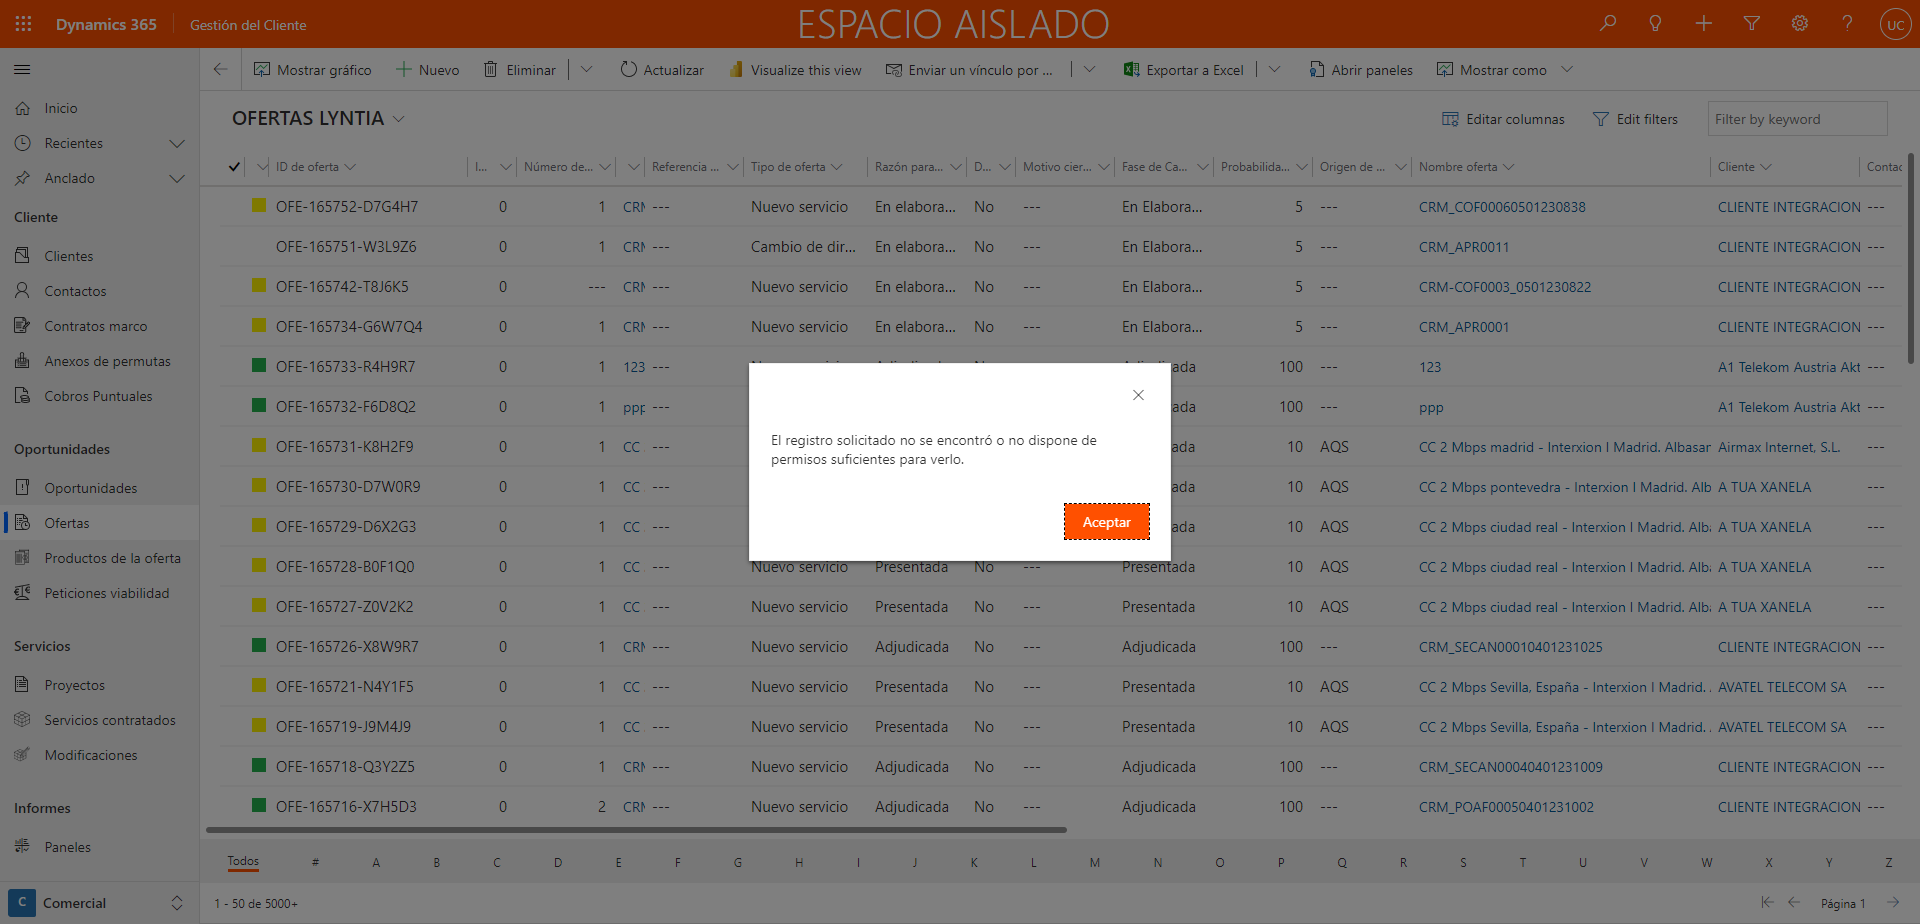 Dynamics 365
Gestión del Cliente
ESPACIO AISLADO
UC
Mostrar gráfico
Nuevo
Eliminar
Actualizar
Visualize this view
Enviar un vínculo por ...
Exportar a Excel
Abrir paneles
Mostrar como
Inicio
Recientes
Anclado
Cliente
Clientes
Contactos
Contratos marco
Anexos de permutas
Cobros Puntuales
Oportunidades
Oportunidades
Ofertas
Productos de la oferta
Peticiones viabilidad
Servicios
Proyectos
Servicios contratados
Modificaciones
Informes
Paneles
C Comercial
OFERTAS LYNTIA
Editar columnas
Edit filters
Filter by keyword
ID de oferta I... Número de... Referencia ... Tipo de oferta Razón para... D... Motivo cier... Fase de Ca... Probabilida... Origen de ... Nombre oferta Cliente Contac
OFE-165752-D7G4H7 0 1 CRM --- Nuevo servicio En elabora... No --- En Elabora... 5 --- CRM_COF00060501230838 CLIENTE INTEGRACION ---
OFE-165751-W3L9Z6 0 1 CRM --- Cambio de dir... En elabora... No --- En Elabora... 5 --- CRM_APR0011 CLIENTE INTEGRACION ---
OFE-165742-T8J6K5 0 --- CRM --- Nuevo servicio En elabora... No --- En Elabora... 5 --- CRM-COF0003_0501230822 CLIENTE INTEGRACION ---
OFE-165734-G6W7Q4 0 1 CRM --- Nuevo servicio En elabora... No --- En Elabora... 5 --- CRM_APR0001 CLIENTE INTEGRACION ---
OFE-165733-R4H9R7 0 1 123 --- 100 --- 123 A1 Telekom Austria Akt ---
OFE-165732-F6D8Q2 0 1 ppp --- 100 --- ppp A1 Telekom Austria Akt ---
OFE-165731-K8H2F9 0 1 CC --- 10 AQS CC 2 Mbps madrid - Interxion I Madrid. Albasar Airmax Internet, S.L. ---
OFE-165730-D7W0R9 0 1 CC --- 10 AQS CC 2 Mbps pontevedra - Interxion I Madrid. Alb A TUA XANELA ---
OFE-165729-D6X2G3 0 1 CC --- 10 AQS CC 2 Mbps ciudad real - Interxion I Madrid. Alba A TUA XANELA ---
OFE-165728-B0F1Q0 0 1 CC --- Nuevo servicio Presentada No --- Presentada 10 AQS CC 2 Mbps ciudad real - Interxion I Madrid. Alba A TUA XANELA ---
OFE-165727-Z0V2K2 0 1 CC --- Nuevo servicio Presentada No --- Presentada 10 AQS CC 2 Mbps ciudad real - Interxion I Madrid. Alba A TUA XANELA ---
OFE-165726-X8W9R7 0 1 CRM --- Nuevo servicio Adjudicada No --- Adjudicada 100 --- CRM_SECAN00010401231025 CLIENTE INTEGRACION ---
OFE-165721-N4Y1F5 0 1 CC --- Nuevo servicio Presentada No --- Presentada 10 AQS CC 2 Mbps Sevilla, España - Interxion I Madrid. AVATEL TELECOM SA ---
OFE-165719-J9M4J9 0 1 CC --- Nuevo servicio Presentada No --- Presentada 10 AQS CC 2 Mbps Sevilla, España - Interxion I Madrid. AVATEL TELECOM SA ---
OFE-165718-Q3Y2Z5 0 1 CRM --- Nuevo servicio Adjudicada No --- Adjudicada 100 --- CRM_SECAN00040401231009 CLIENTE INTEGRACION ---
OFE-165716-X7H5D3 0 2 CRM --- Nuevo servicio Adjudicada No --- Adjudicada 100 --- CRM_POAF00050401231002 CLIENTE INTEGRACION ---
El registro solicitado no se encontró o no dispone de
permisos suficientes para verlo.
Aceptar
Todos # A B C D E F G H I J K L M N O P Q R S T U V W X Y Z
1 - 50 de 5000+
Página 1